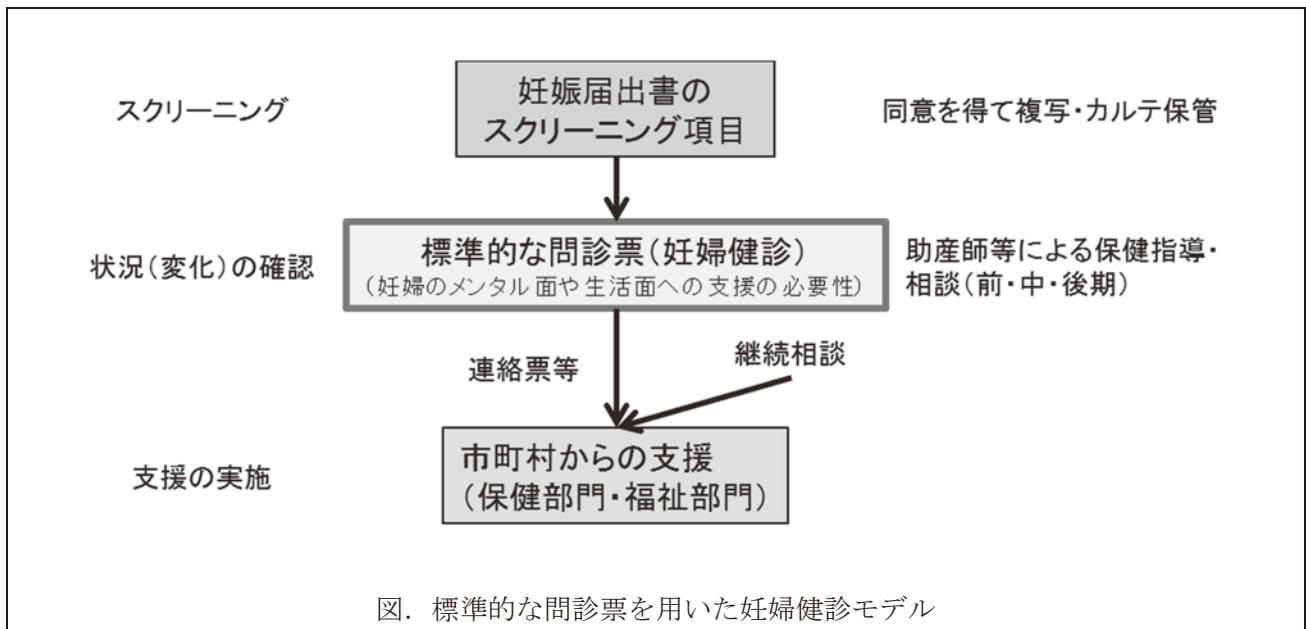 スクリーニング
妊娠届出書の
スクリーニング項目
同意を得て複写・カルテ保管
状況(変化)の確認
標準的な問診票(妊婦健診)
(妊婦のメンタル面や生活面への支援の必要性)
助産師等による保健指導・
相談(前・中・後期)
連絡票等
継続相談
支援の実施
市町村からの支援
(保健部門・福祉部門)
図. 標準的な問診票を用いた妊婦健診モデル